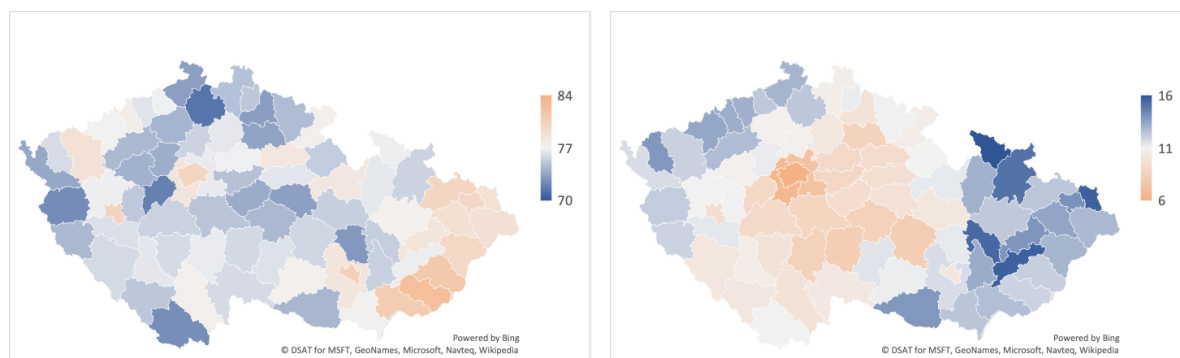 84
77
70
Powered by Bing
© DSAT for MSFT, GeoNames, Microsoft, Navteq, Wikipedia
16
11
6
Powered by Bing
© DSAT for MSFT, GeoNames, Microsoft, Navteq, Wikipedia